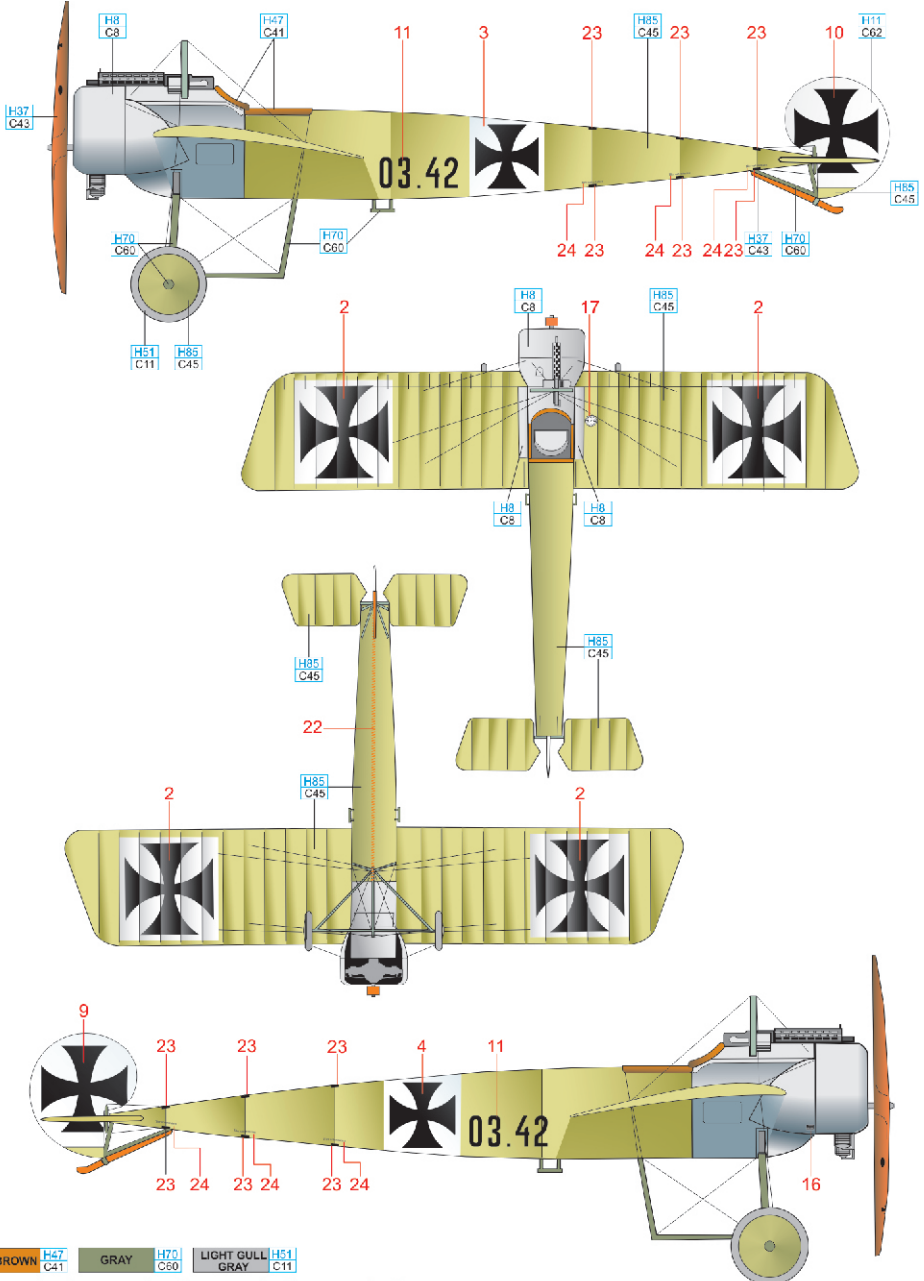 H8
C8
H47
C41
11
3
23
H85
C45
23
23
10
H11
C62
H37
C43
03.42
H85
C45
24
23
24
23
24
23
H37
C43
H70
C60
H70
C60
H70
C60
H51
C11
H85
C45
2
H8
C8
17
H85
C45
2
H8
C8
H8
C8
H85
C45
H85
C45
22
H85
C45
2
2
9
23
23
23
4
11
03.42
23
24
23
24
23
24
16
BROWN H47
C41
GRAY H70
C60
LIGHT GULL GRAY H51
C11